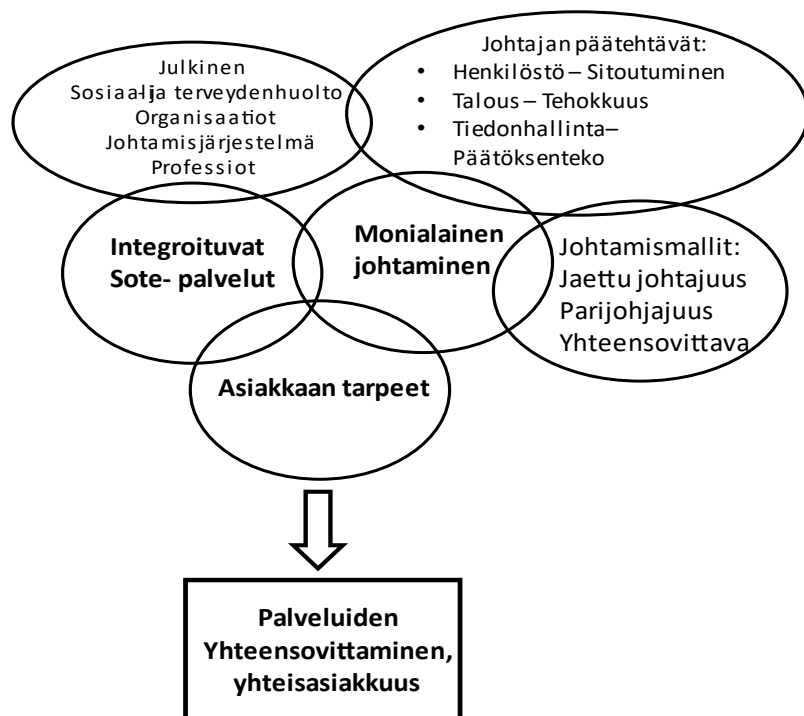 Julkinen
Sosiaali-ja terveydenhuolto
Organisaatiot
Johtamisjärjestelmä
Professiot
Johtajan päätehtävät:
• Henkilöstö – Sitoutuminen
• Talous – Tehokkuus
• Tiedonhallinta–
Päätöksenteko
Integroituvat
Sote- palvelut
Monialainen
johtaminen
Johtamismallit:
Jaettu johtajuus
Parijohjajuus
Yhteensovittava
Asiakkaan tarpeet
Palveluiden
Yhteensovittaminen,
yhteisasiakkuus